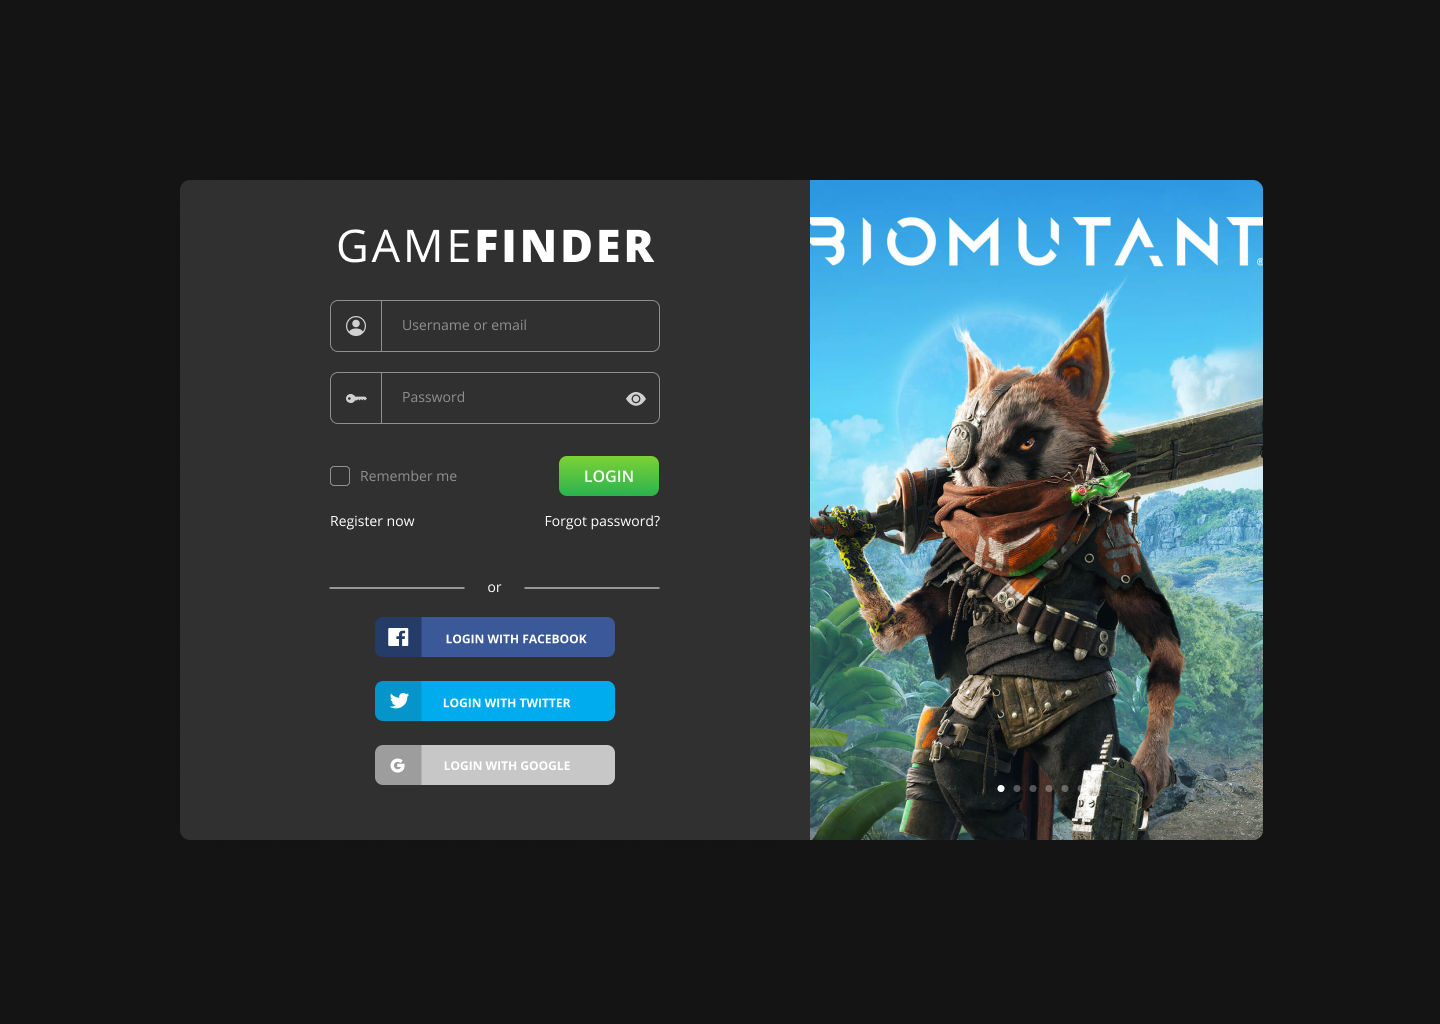 GAMEFINDER
Username or email
Password
Remember me
LOGIN
Register now
Forgot password?
or
LOGIN WITH FACEBOOK
LOGIN WITH TWITTER
LOGIN WITH GOOGLE
BIOMUTANT®